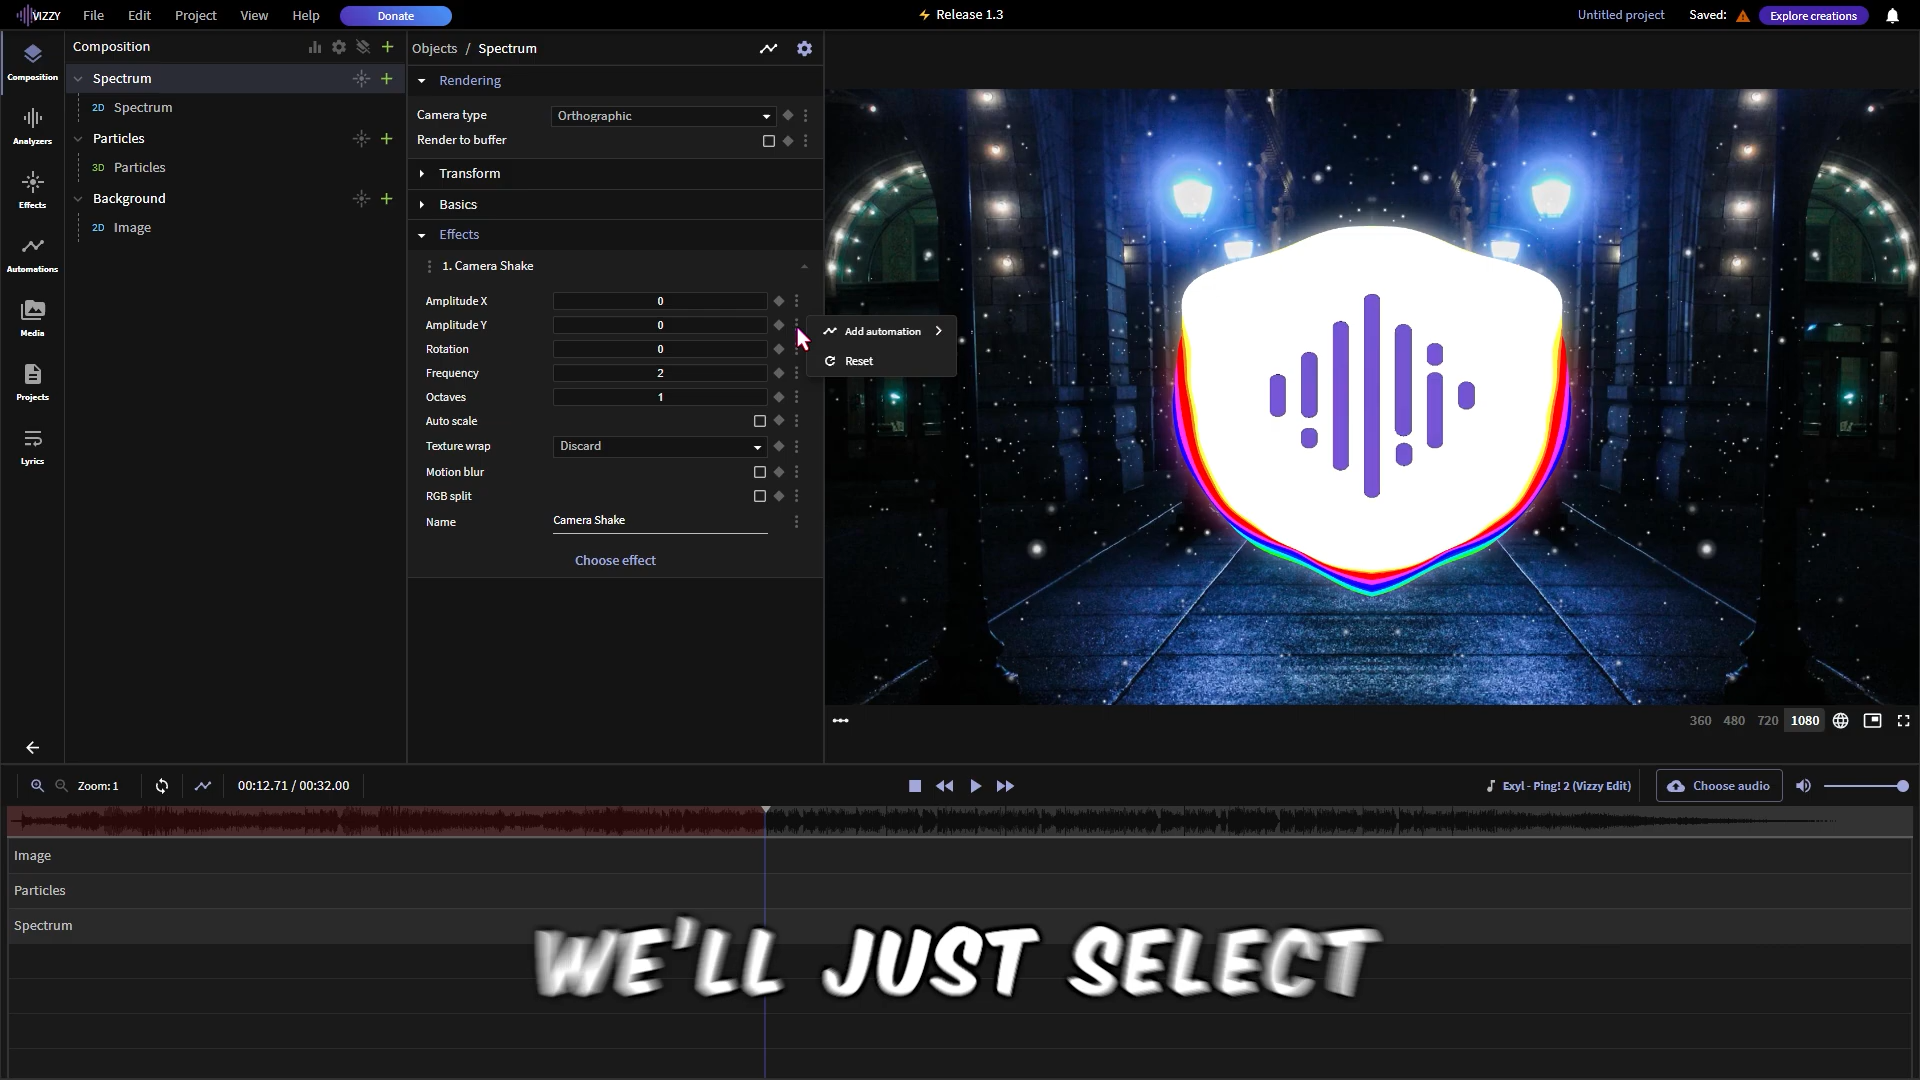 VIZZY
File
Edit
Project
View
Help
Donate
Release 1.3
Untitled project
Saved:
Explore creations
Composition
Analyzers
Effects
Automations
Media
Projects
Lyrics
Composition
Spectrum
2D Spectrum
Particles
3D Particles
Background
2D Image
Objects / Spectrum
Rendering
Camera type Orthographic
Render to buffer
Transform
Basics
Effects
1. Camera Shake
Amplitude X 0
Amplitude Y 0
Rotation 0
Frequency 2
Octaves 1
Auto scale
Texture wrap Discard
Motion blur
RGB split
Name Camera Shake
Choose effect
Add automation
Reset
360 480 720 1080
Zoom: 1
00:12.71 / 00:32.00
Exyl - Ping! 2 (Vizzy Edit)
Choose audio
Image
Particles
Spectrum
WE'LL JUST SELECT